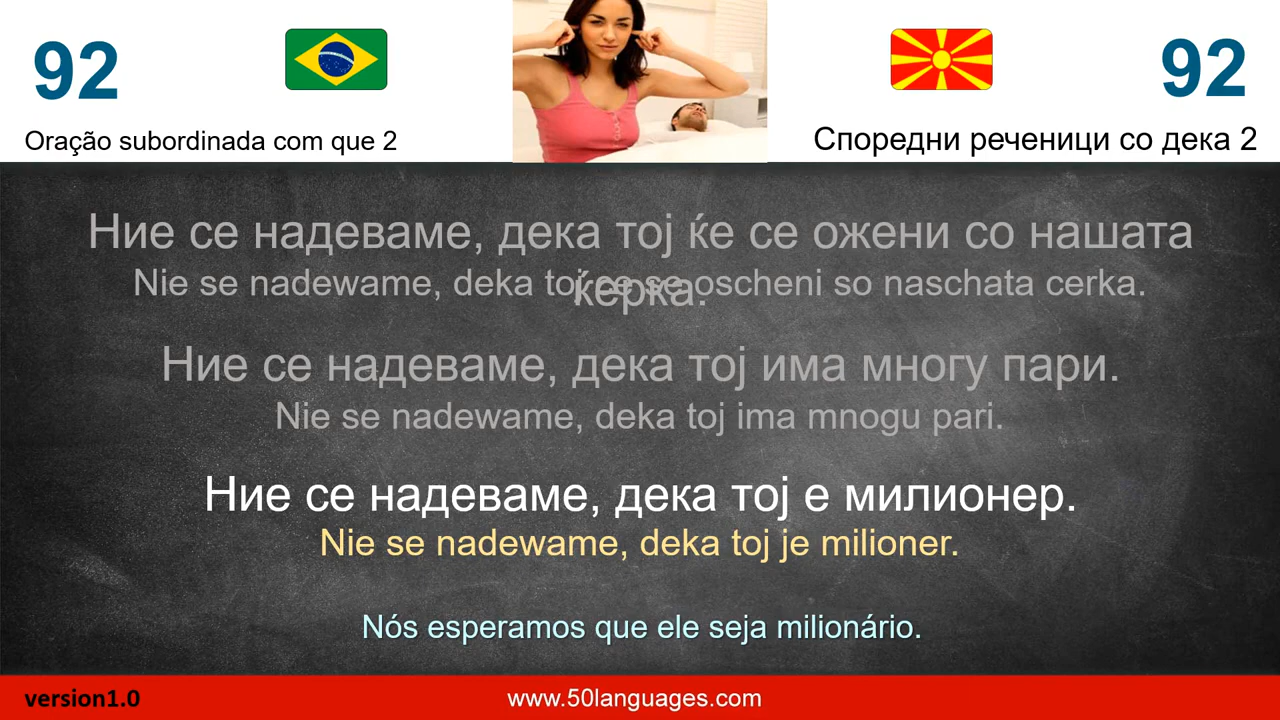 92
92
Oração subordinada com que 2
Споредни реченици со дека 2
Ние се надеваме, дека тој ќе се ожени со нашата
ќерка.
Nie se nadewame, deka toj ce se oscheni so naschata cerka.
Ние се надеваме, дека тој има многу пари.
Nie se nadewame, deka toj ima mnogu pari.
Ние се надеваме, дека тој е милионер.
Nie se nadewame, deka toj je milioner.
Nós esperamos que ele seja milionário.
version1.0
www.50languages.com